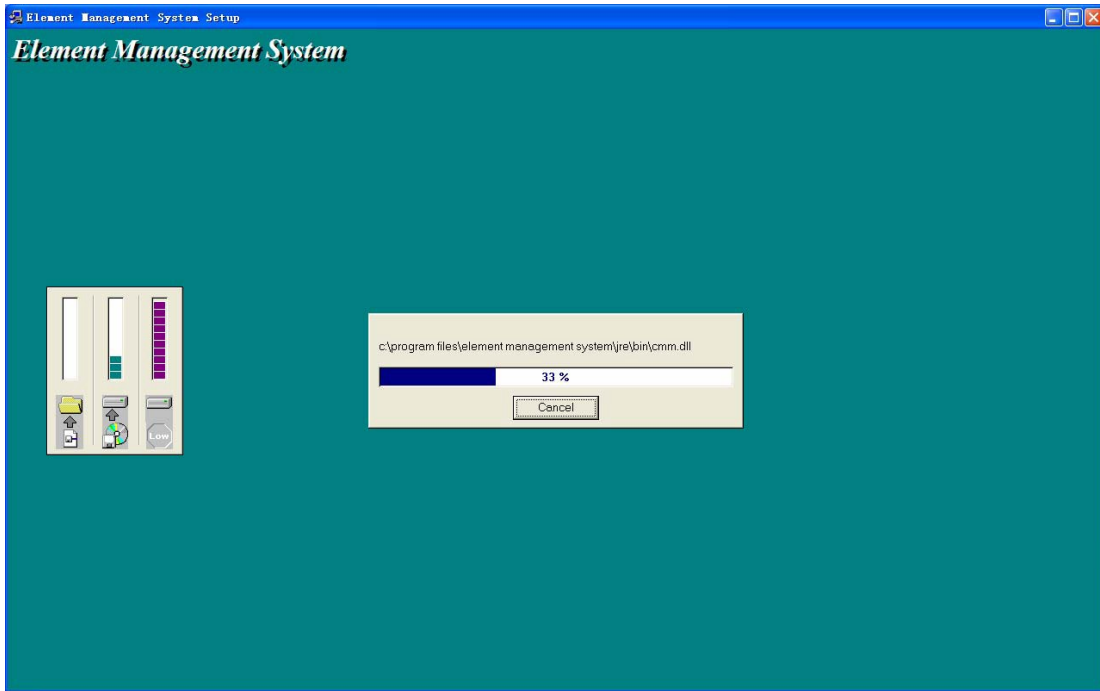 Element Management System Setup
Element Management System
c:\program files\element management system\jre\bin\cmm.dll
33 %
Cancel
Low